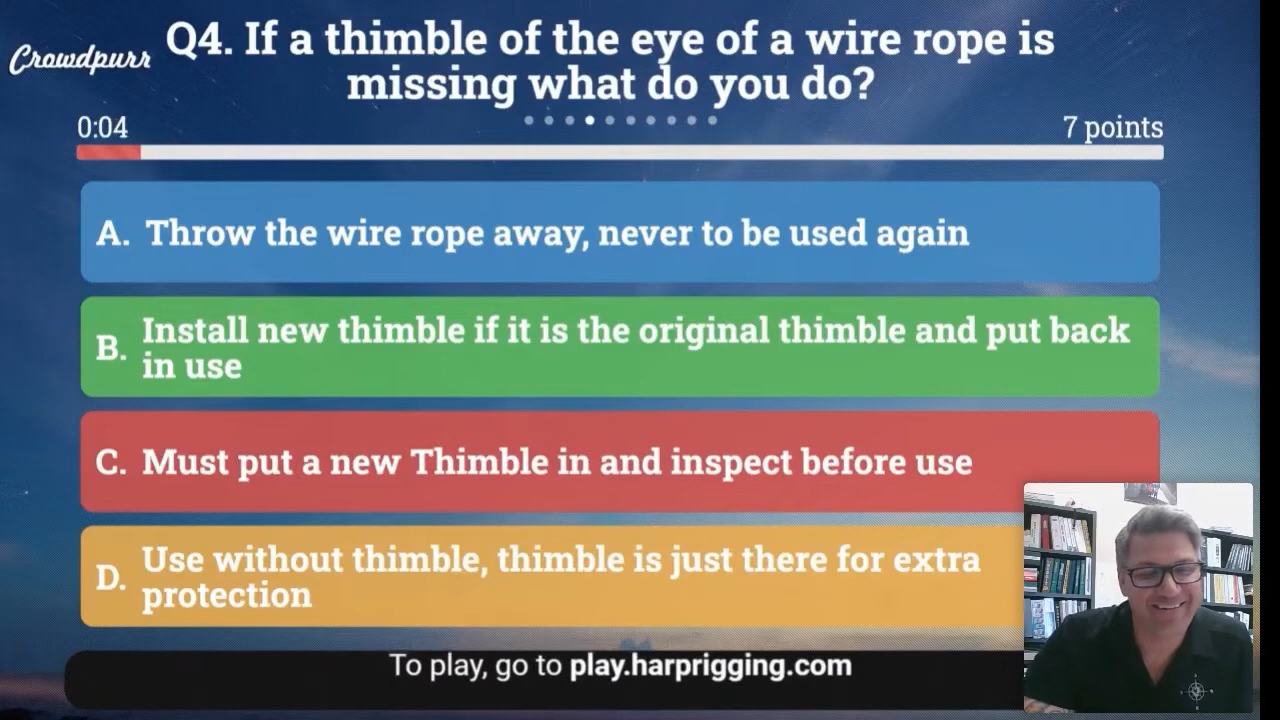 Crowdpurr
Q4. If a thimble of the eye of a wire rope is
missing what do you do?
0:04
7 points
A. Throw the wire rope away, never to be used again
B. Install new thimble if it is the original thimble and put back
in use
C. Must put a new Thimble in and inspect before use
D. Use without thimble, thimble is just there for extra
protection
To play, go to play.harprigging.com